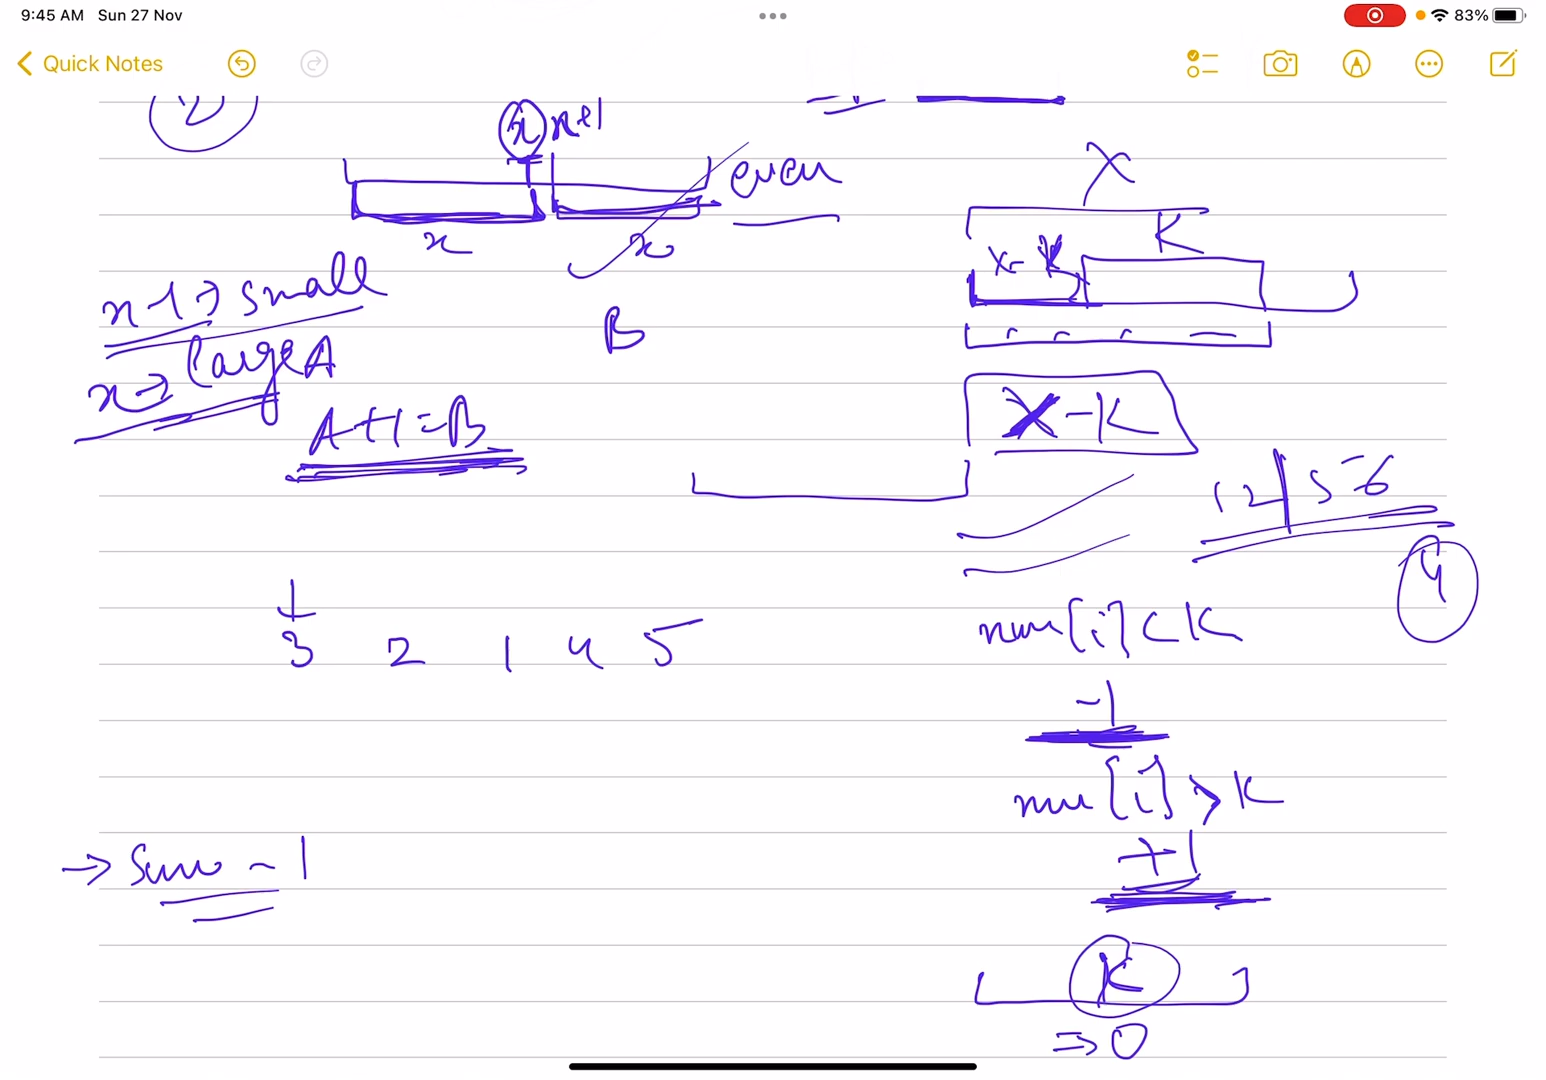 9:45 AM Sun 27 Nov
83%
Quick Notes
x x+1
even
x x
x-1 → small
x → large A
B
A+1=B
X
K
X-K
X-K
1 2 | 5 6
4
3 2 1 4 5
num[i] < K
-1
num[i] > K
+1
→ Sum - 1
K
⇒ 0